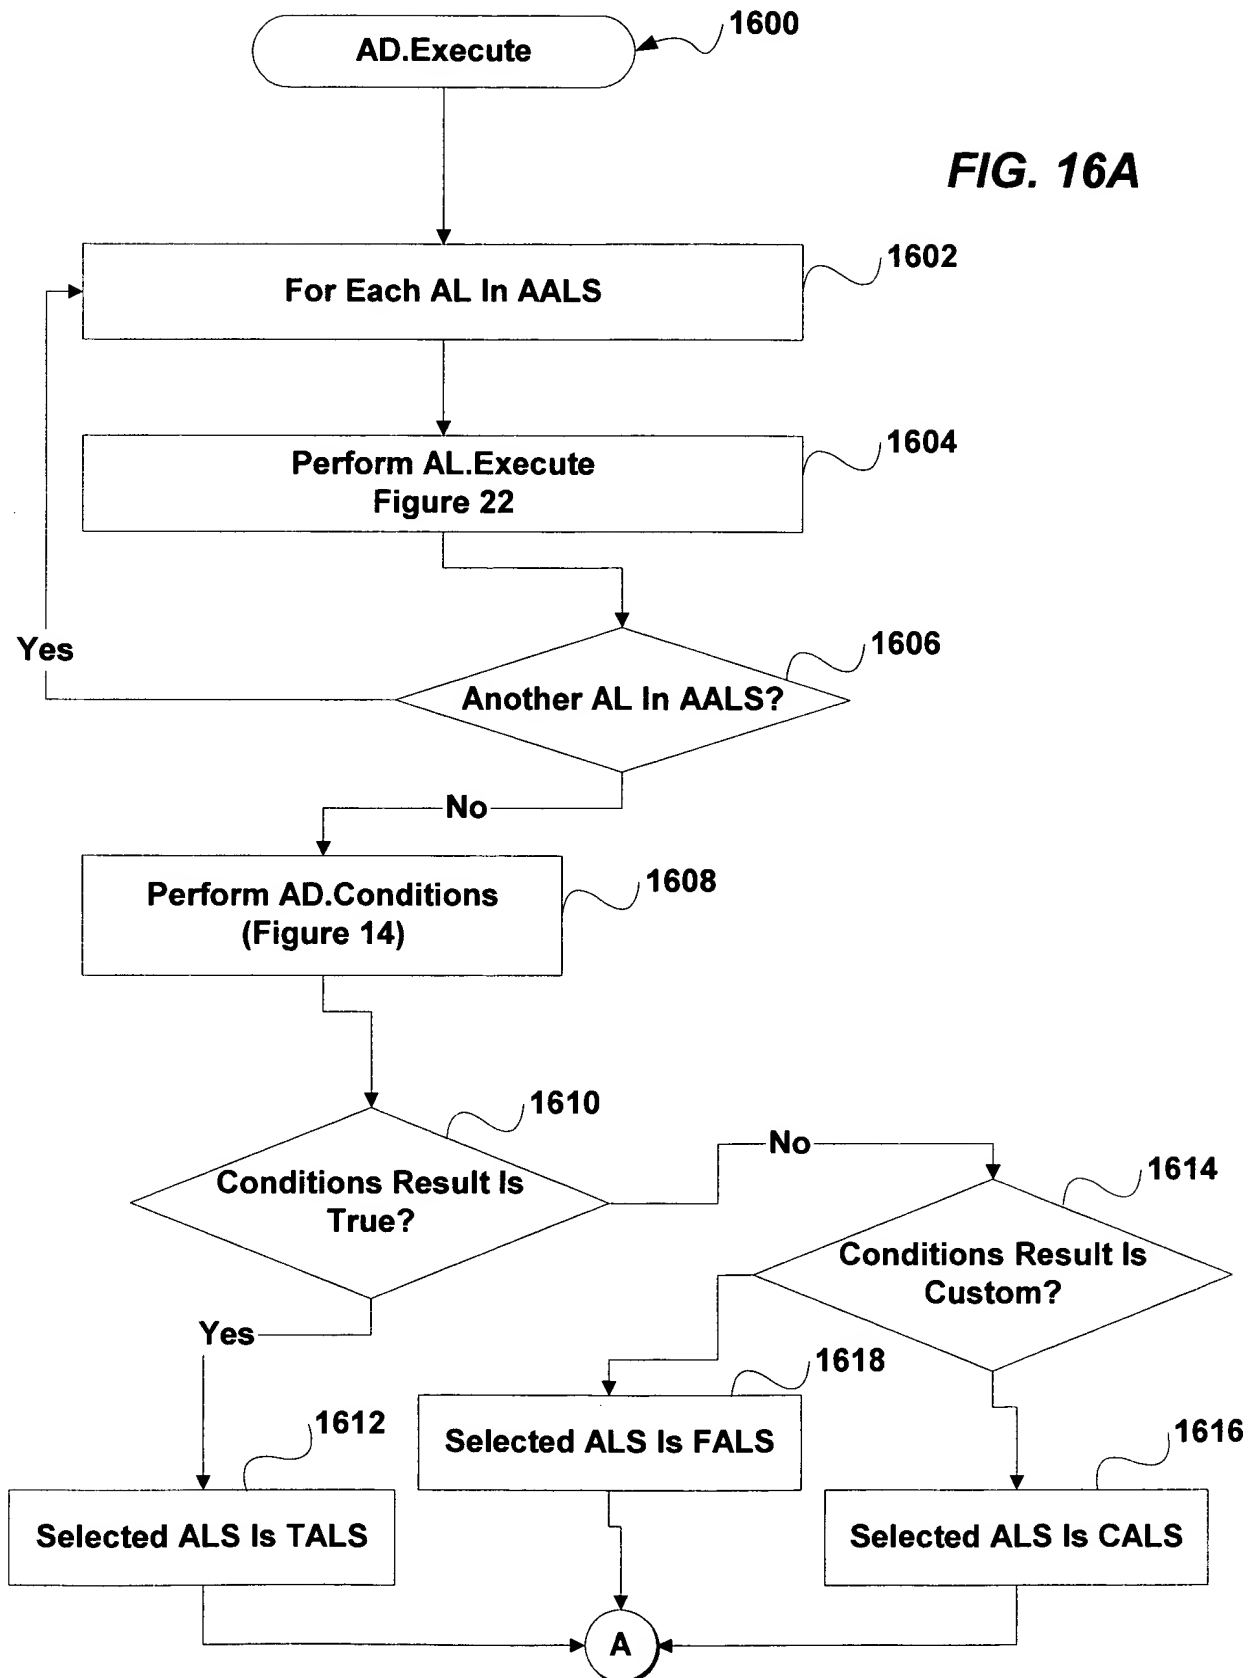 AD.Execute
1600
FIG. 16A
For Each AL In AALS
1602
Perform AL.Execute
Figure 22
1604
Yes
Another AL In AALS?
1606
No
Perform AD.Conditions
(Figure 14)
1608
Conditions Result Is
True?
1610
No
Conditions Result Is
Custom?
1614
Yes
Selected ALS Is FALS
1618
Selected ALS Is TALS
1612
Selected ALS Is CALS
1616
A